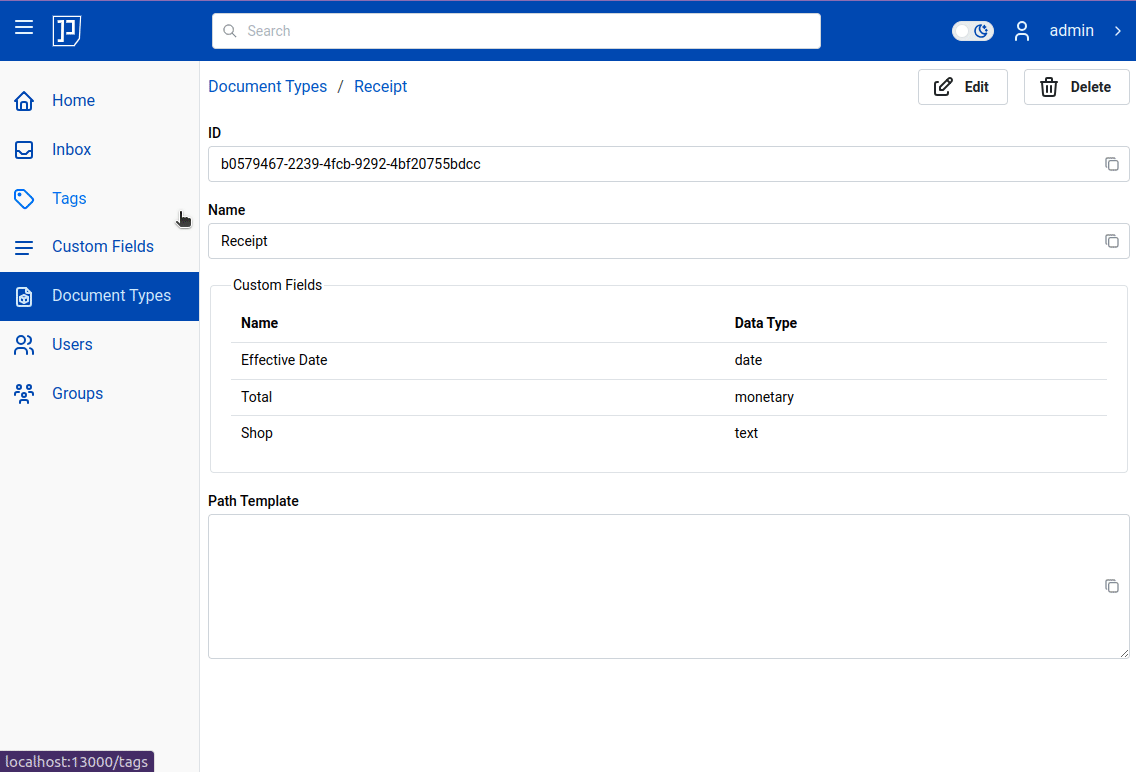 Search
admin
Home
Inbox
Tags
Custom Fields
Document Types
Users
Groups
Document Types / Receipt
Edit
Delete
ID
b0579467-2239-4fcb-9292-4bf20755bdcc
Name
Receipt
Custom Fields
Name Data Type
Effective Date date
Total monetary
Shop text
Path Template
localhost:13000/tags